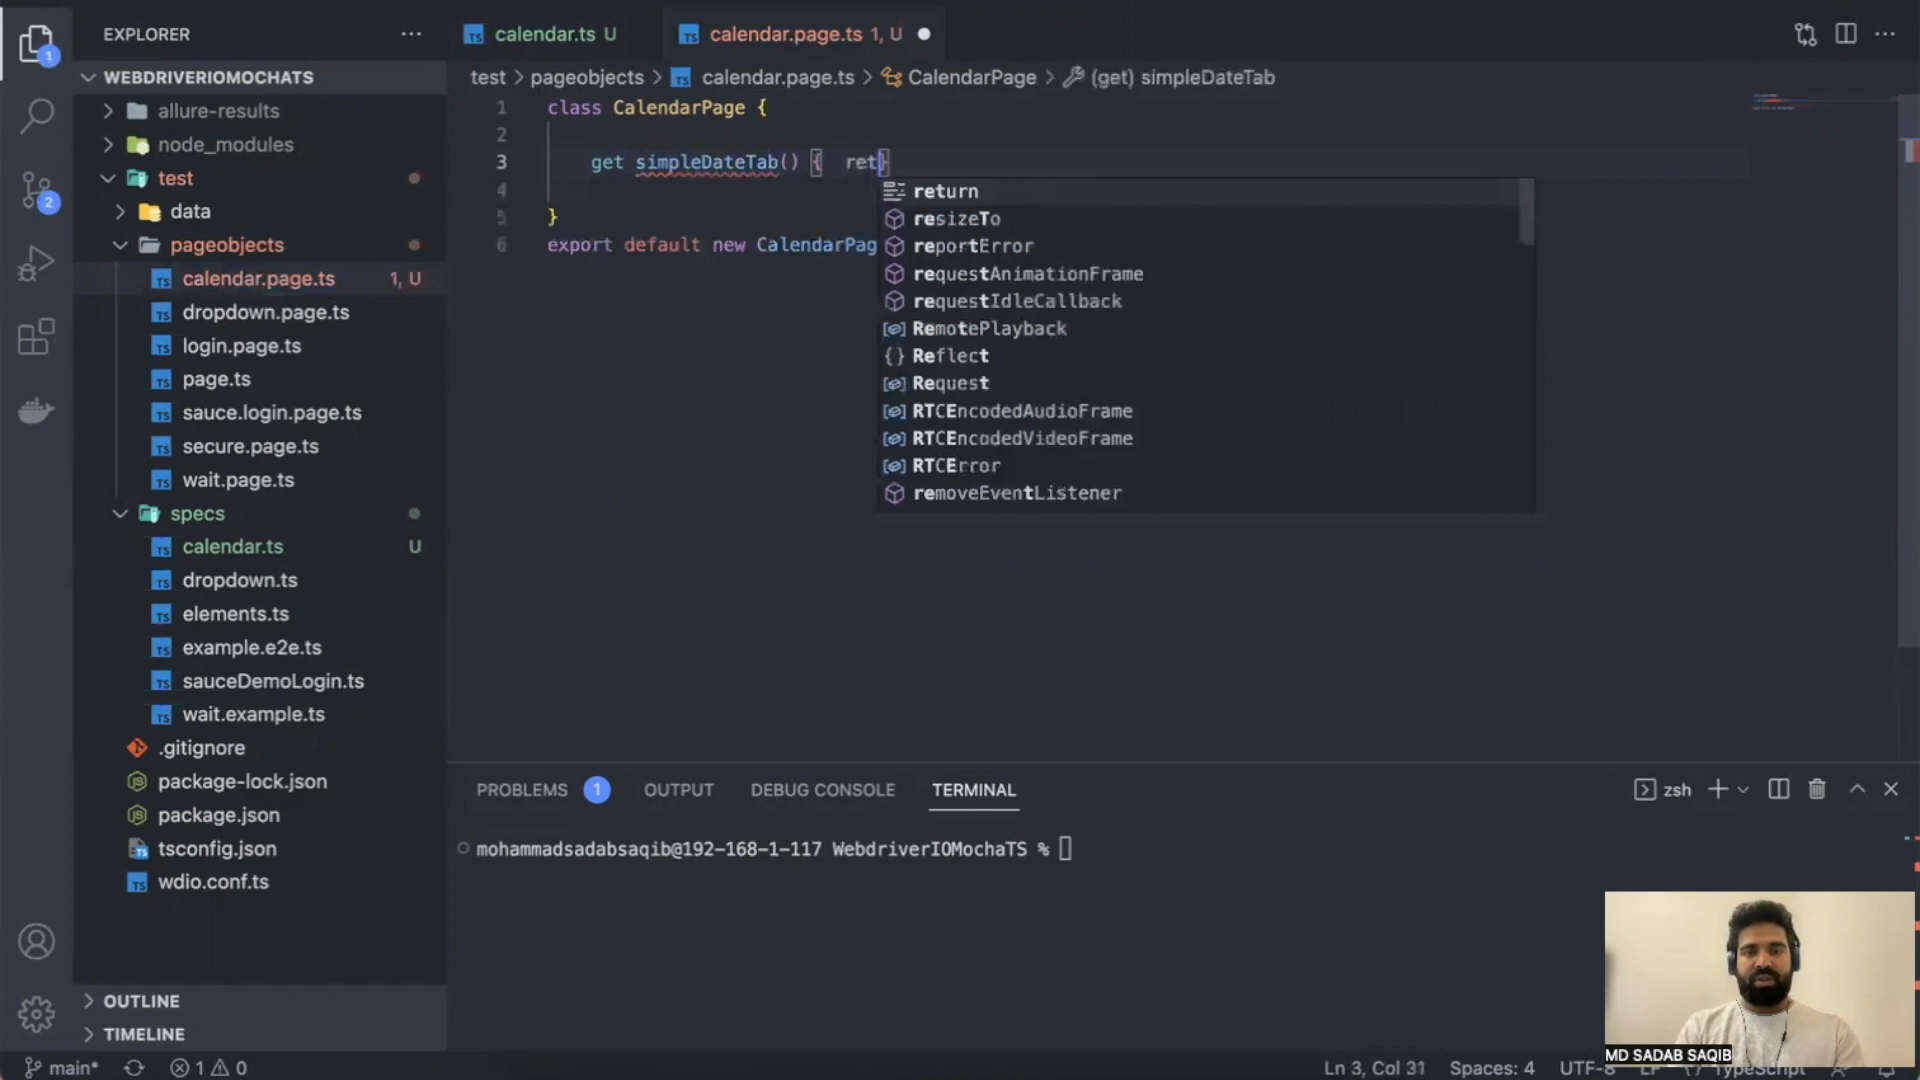 EXPLORER
WEBDRIVERIOMOCHATS
allure-results
node_modules
test
data
pageobjects
calendar.page.ts 1, U
dropdown.page.ts
login.page.ts
page.ts
sauce.login.page.ts
secure.page.ts
wait.page.ts
specs
calendar.ts U
dropdown.ts
elements.ts
example.e2e.ts
sauceDemoLogin.ts
wait.example.ts
.gitignore
package-lock.json
package.json
tsconfig.json
wdio.conf.ts
OUTLINE
TIMELINE
calendar.ts U
calendar.page.ts 1, U
test > pageobjects > calendar.page.ts > CalendarPage > (get) simpleDateTab
1 class CalendarPage {
2
3 get simpleDateTab() { ret}
4
5 }
6 export default new CalendarPag
return
resizeTo
reportError
requestAnimationFrame
requestIdleCallback
RemotePlayback
Reflect
Request
RTCEncodedAudioFrame
RTCEncodedVideoFrame
RTCError
removeEventListener
PROBLEMS 1 OUTPUT DEBUG CONSOLE TERMINAL
zsh
mohammadsadabsaqib@192-168-1-117 WebdriverIOMochaTS %
MD SADAB SAQIB
main* 1 0 Ln 3, Col 31 Spaces: 4 UTF-8 LF TypeScript
1
2